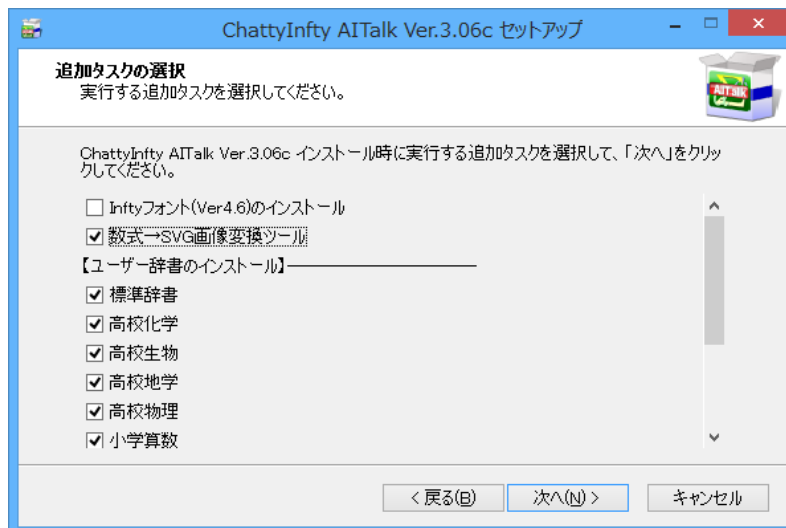 ChattyInfty AITalk Ver.3.06c セットアップ
追加タスクの選択
実行する追加タスクを選択してください。
AITalk
ChattyInfty AITalk Ver.3.06c インストール時に実行する追加タスクを選択して、「次へ」をクリッ
クしてください。
Inftyフォント(Ver4.6)のインストール
数式→SVG画像変換ツール
【ユーザー辞書のインストール】
標準辞書
高校化学
高校生物
高校地学
高校物理
小学算数
< 戻る(B)
次へ(N) >
キャンセル